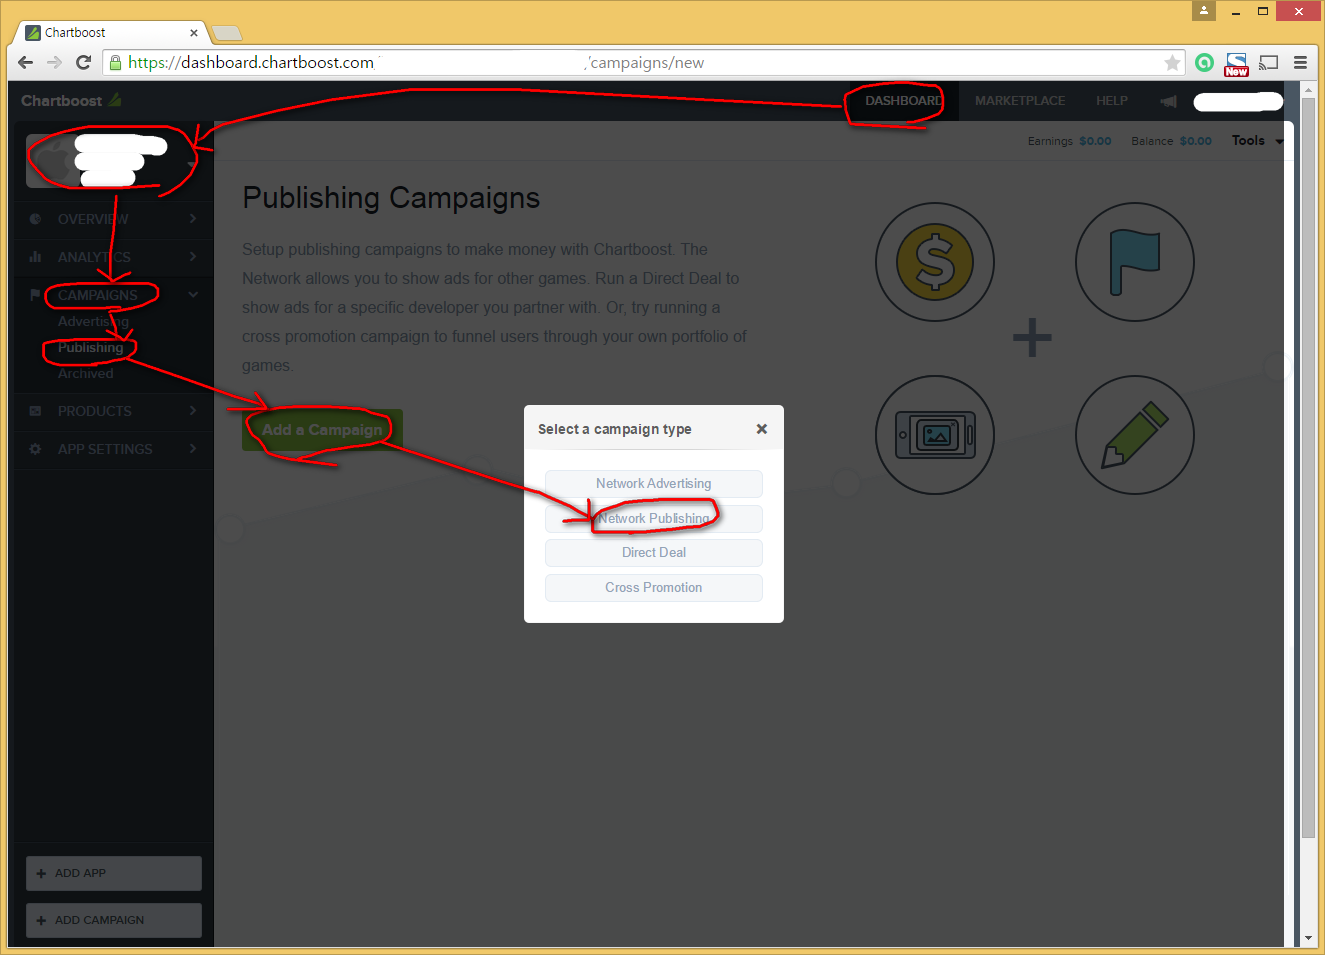 Chartboost
https://dashboard.chartboost.com
/campaigns/new
New
Chartboost
DASHBOARD
MARKETPLACE
HELP
Earnings $0.00
Balance $0.00
Tools
OVERVIEW
ANALYTICS
CAMPAIGNS
Advertising
Publishing
Archived
PRODUCTS
APP SETTINGS
+ ADD APP
+ ADD CAMPAIGN
Publishing Campaigns
Setup publishing campaigns to make money with Chartboost. The
Network allows you to show ads for other games. Run a Direct Deal to
show ads for a specific developer you partner with. Or, try running a
cross promotion campaign to funnel users through your own portfolio of
games.
Add a Campaign
Select a campaign type
Network Advertising
Network Publishing
Direct Deal
Cross Promotion